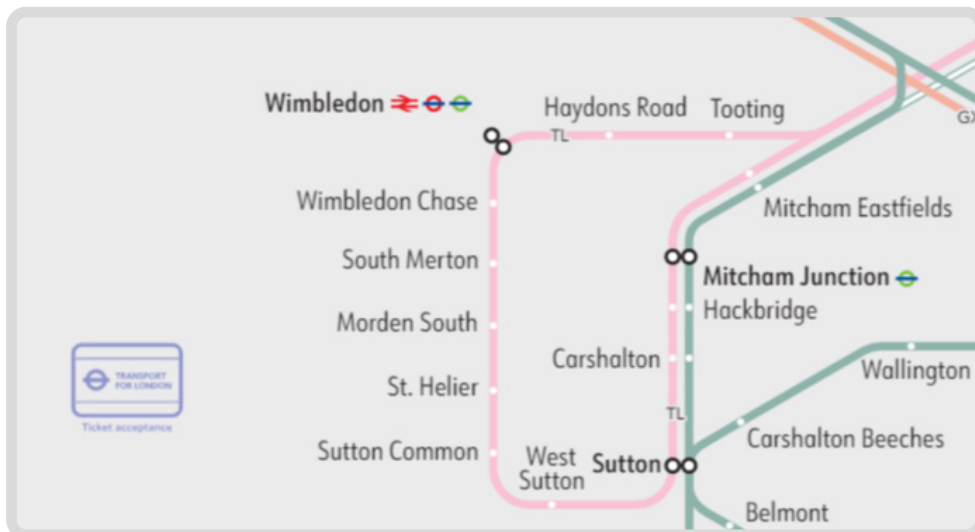 Wimbledon
Haydons Road
Tooting
TL
GX
Wimbledon Chase
Mitcham Eastfields
South Merton
Mitcham Junction
Hackbridge
Morden South
Carshalton
Wallington
TRANSPORT
FOR LONDON
Ticket acceptance
St. Helier
TL
Carshalton Beeches
Sutton Common
West
Sutton
Sutton
Belmont